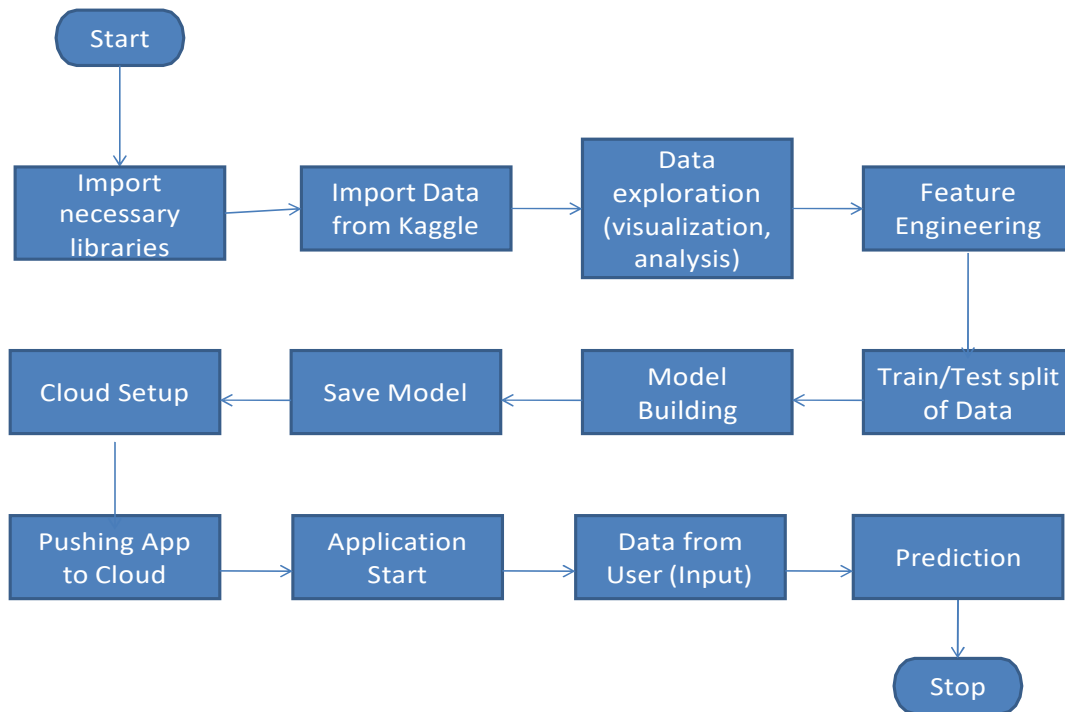 Start
Import
necessary
libraries
Import Data
from Kaggle
Data
exploration
(visualization,
analysis)
Feature
Engineering
Cloud Setup
Save Model
Model
Building
Train/Test split
of Data
Pushing App
to Cloud
Application
Start
Data from
User (Input)
Prediction
Stop